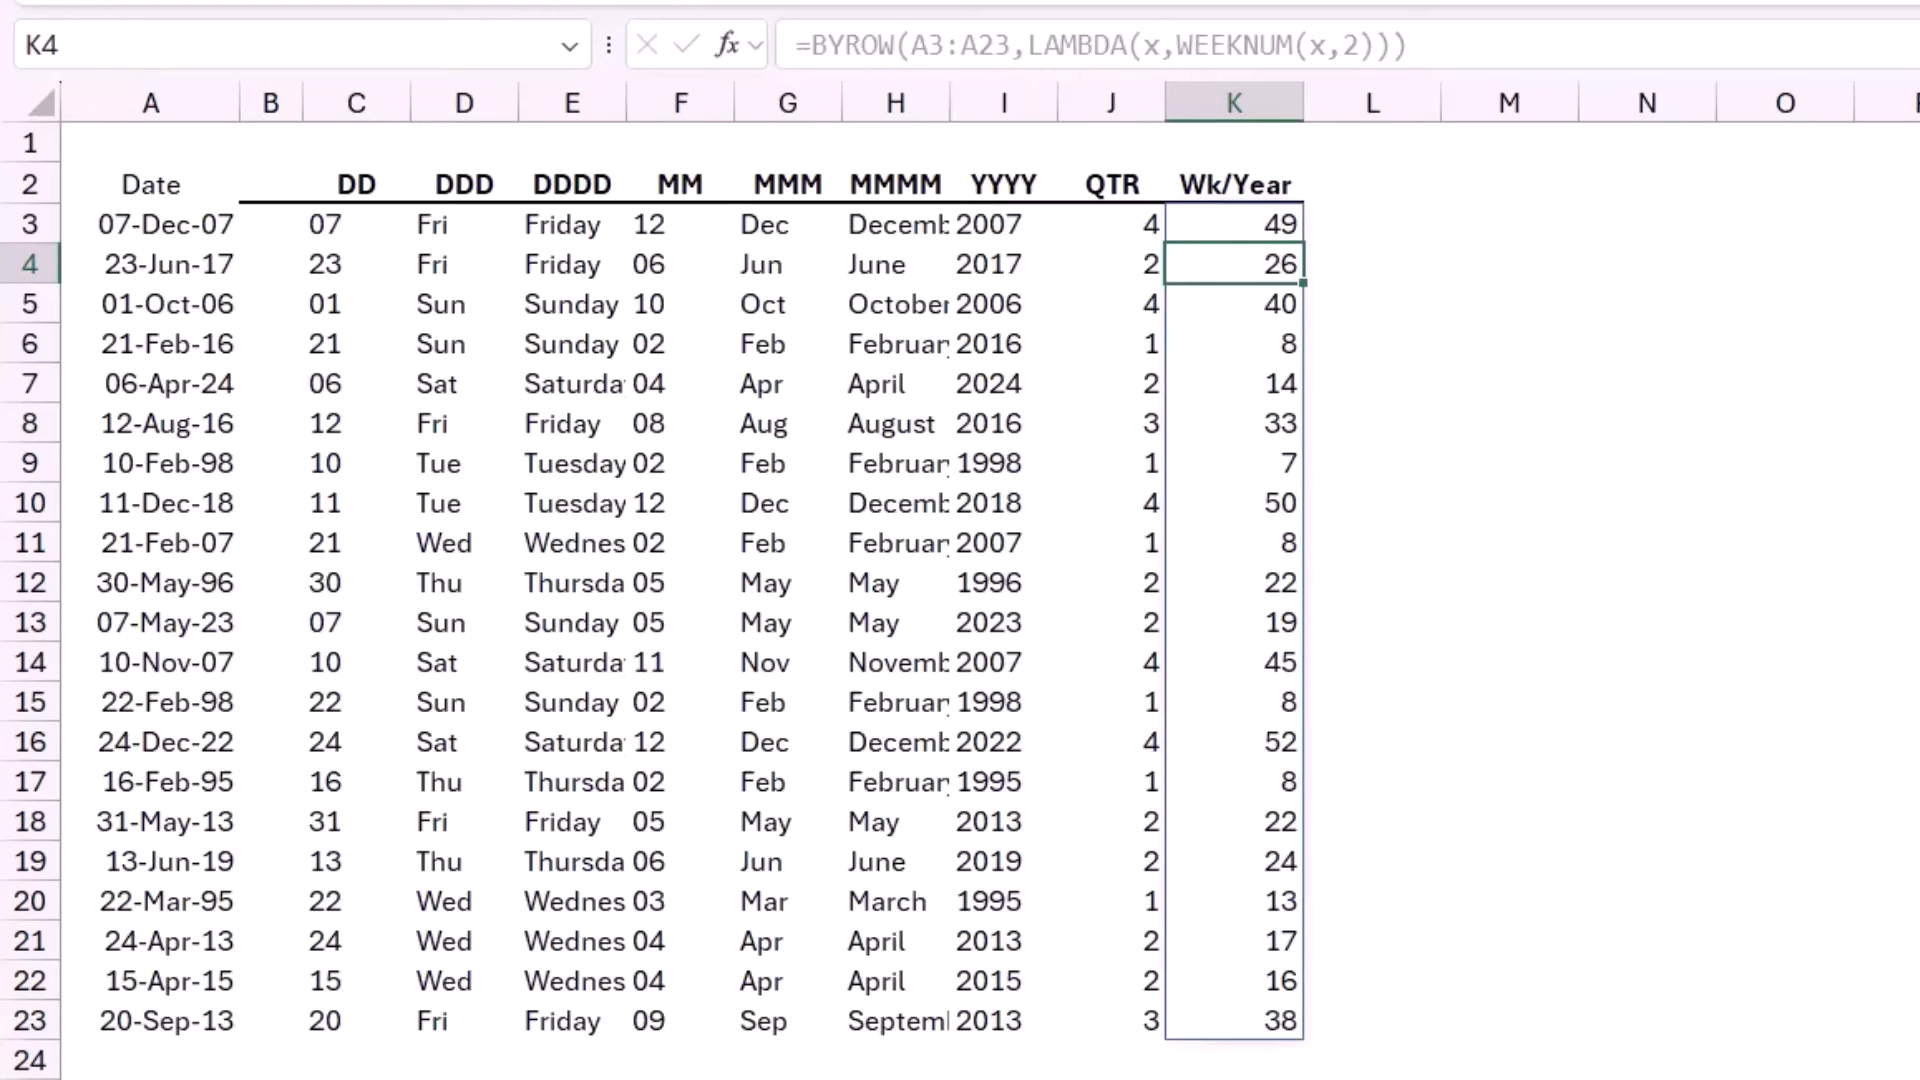 K4 fx =BYROW(A3:A23,LAMBDA(x,WEEKNUM(x,2)))
A B C D E F G H I J K L M N O
1
2 Date DD DDD DDDD MM MMM MMMM YYYY QTR Wk/Year
3 07-Dec-07 07 Fri Friday 12 Dec Decemb 2007 4 49
4 23-Jun-17 23 Fri Friday 06 Jun June 2017 2 26
5 01-Oct-06 01 Sun Sunday 10 Oct October 2006 4 40
6 21-Feb-16 21 Sun Sunday 02 Feb Februar 2016 1 8
7 06-Apr-24 06 Sat Saturda 04 Apr April 2024 2 14
8 12-Aug-16 12 Fri Friday 08 Aug August 2016 3 33
9 10-Feb-98 10 Tue Tuesday 02 Feb Februar 1998 1 7
10 11-Dec-18 11 Tue Tuesday 12 Dec Decemb 2018 4 50
11 21-Feb-07 21 Wed Wednes 02 Feb Februar 2007 1 8
12 30-May-96 30 Thu Thursda 05 May May 1996 2 22
13 07-May-23 07 Sun Sunday 05 May May 2023 2 19
14 10-Nov-07 10 Sat Saturda 11 Nov Novemb 2007 4 45
15 22-Feb-98 22 Sun Sunday 02 Feb Februar 1998 1 8
16 24-Dec-22 24 Sat Saturda 12 Dec Decemb 2022 4 52
17 16-Feb-95 16 Thu Thursda 02 Feb Februar 1995 1 8
18 31-May-13 31 Fri Friday 05 May May 2013 2 22
19 13-Jun-19 13 Thu Thursda 06 Jun June 2019 2 24
20 22-Mar-95 22 Wed Wednes 03 Mar March 1995 1 13
21 24-Apr-13 24 Wed Wednes 04 Apr April 2013 2 17
22 15-Apr-15 15 Wed Wednes 04 Apr April 2015 2 16
23 20-Sep-13 20 Fri Friday 09 Sep Septem 2013 3 38
24